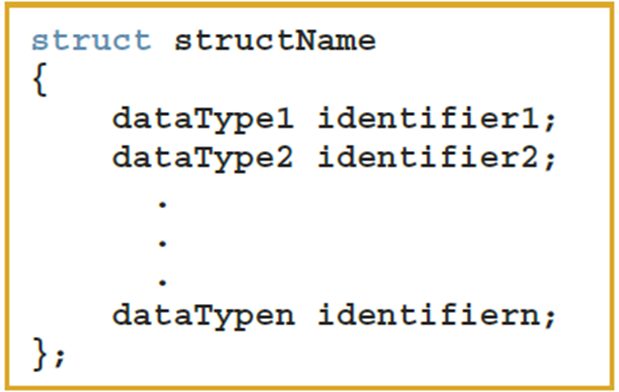 struct structName
{
    dataType1 identifier1;
    dataType2 identifier2;
      .
      .
      .
    dataTypen identifiern;
};